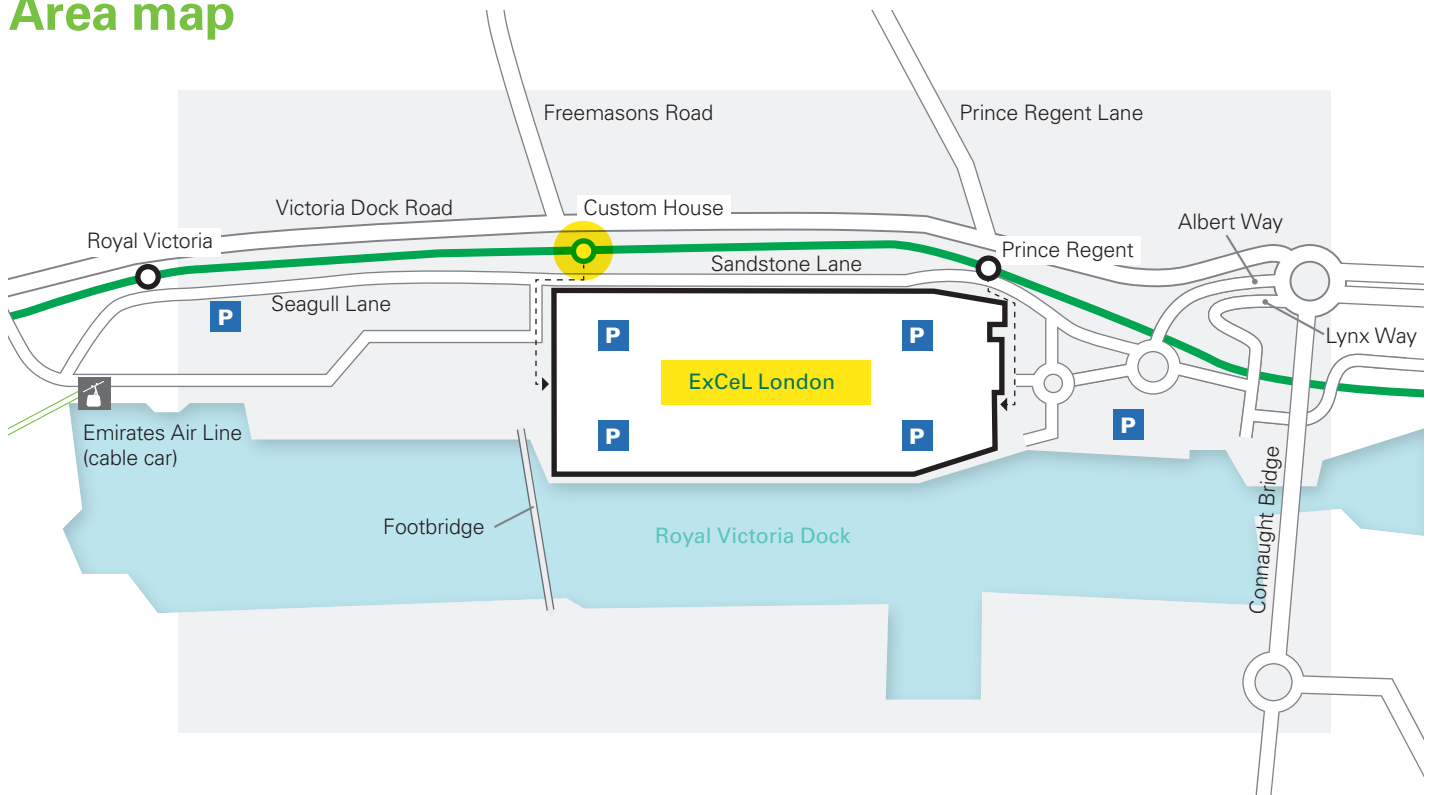 Area map
Freemasons Road
Prince Regent Lane
Victoria Dock Road
Custom House
Albert Way
Royal Victoria
Prince Regent
Sandstone Lane
Seagull Lane
P
Lynx Way
P
P
ExCeL London
P
P
P
Emirates Air Line
(cable car)
Footbridge
Royal Victoria Dock
Connaught Bridge